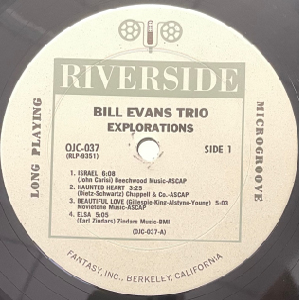 RIVERSIDE
BILL EVANS TRIO
EXPLORATIONS
OJC-037
(RLP-9351)
SIDE 1
LONG PLAYING
MICROGROOVE
1. ISRAEL 6:08
(John Carisi) Beechwood Music-ASCAP
2. HAUNTED HEART 3:25
(Dietz-Schwartz) Chappell & Co.-ASCAP
3. BEAUTIFUL LOVE (Gillespie-King-VanAlstyne-Young) 5:03
Movietone Music-ASCAP
4. ELSA 5:05
(Earl Zindars) Zindam Music-BMI
(OJC-037-A)
FANTASY, INC., BERKELEY, CALIFORNIA